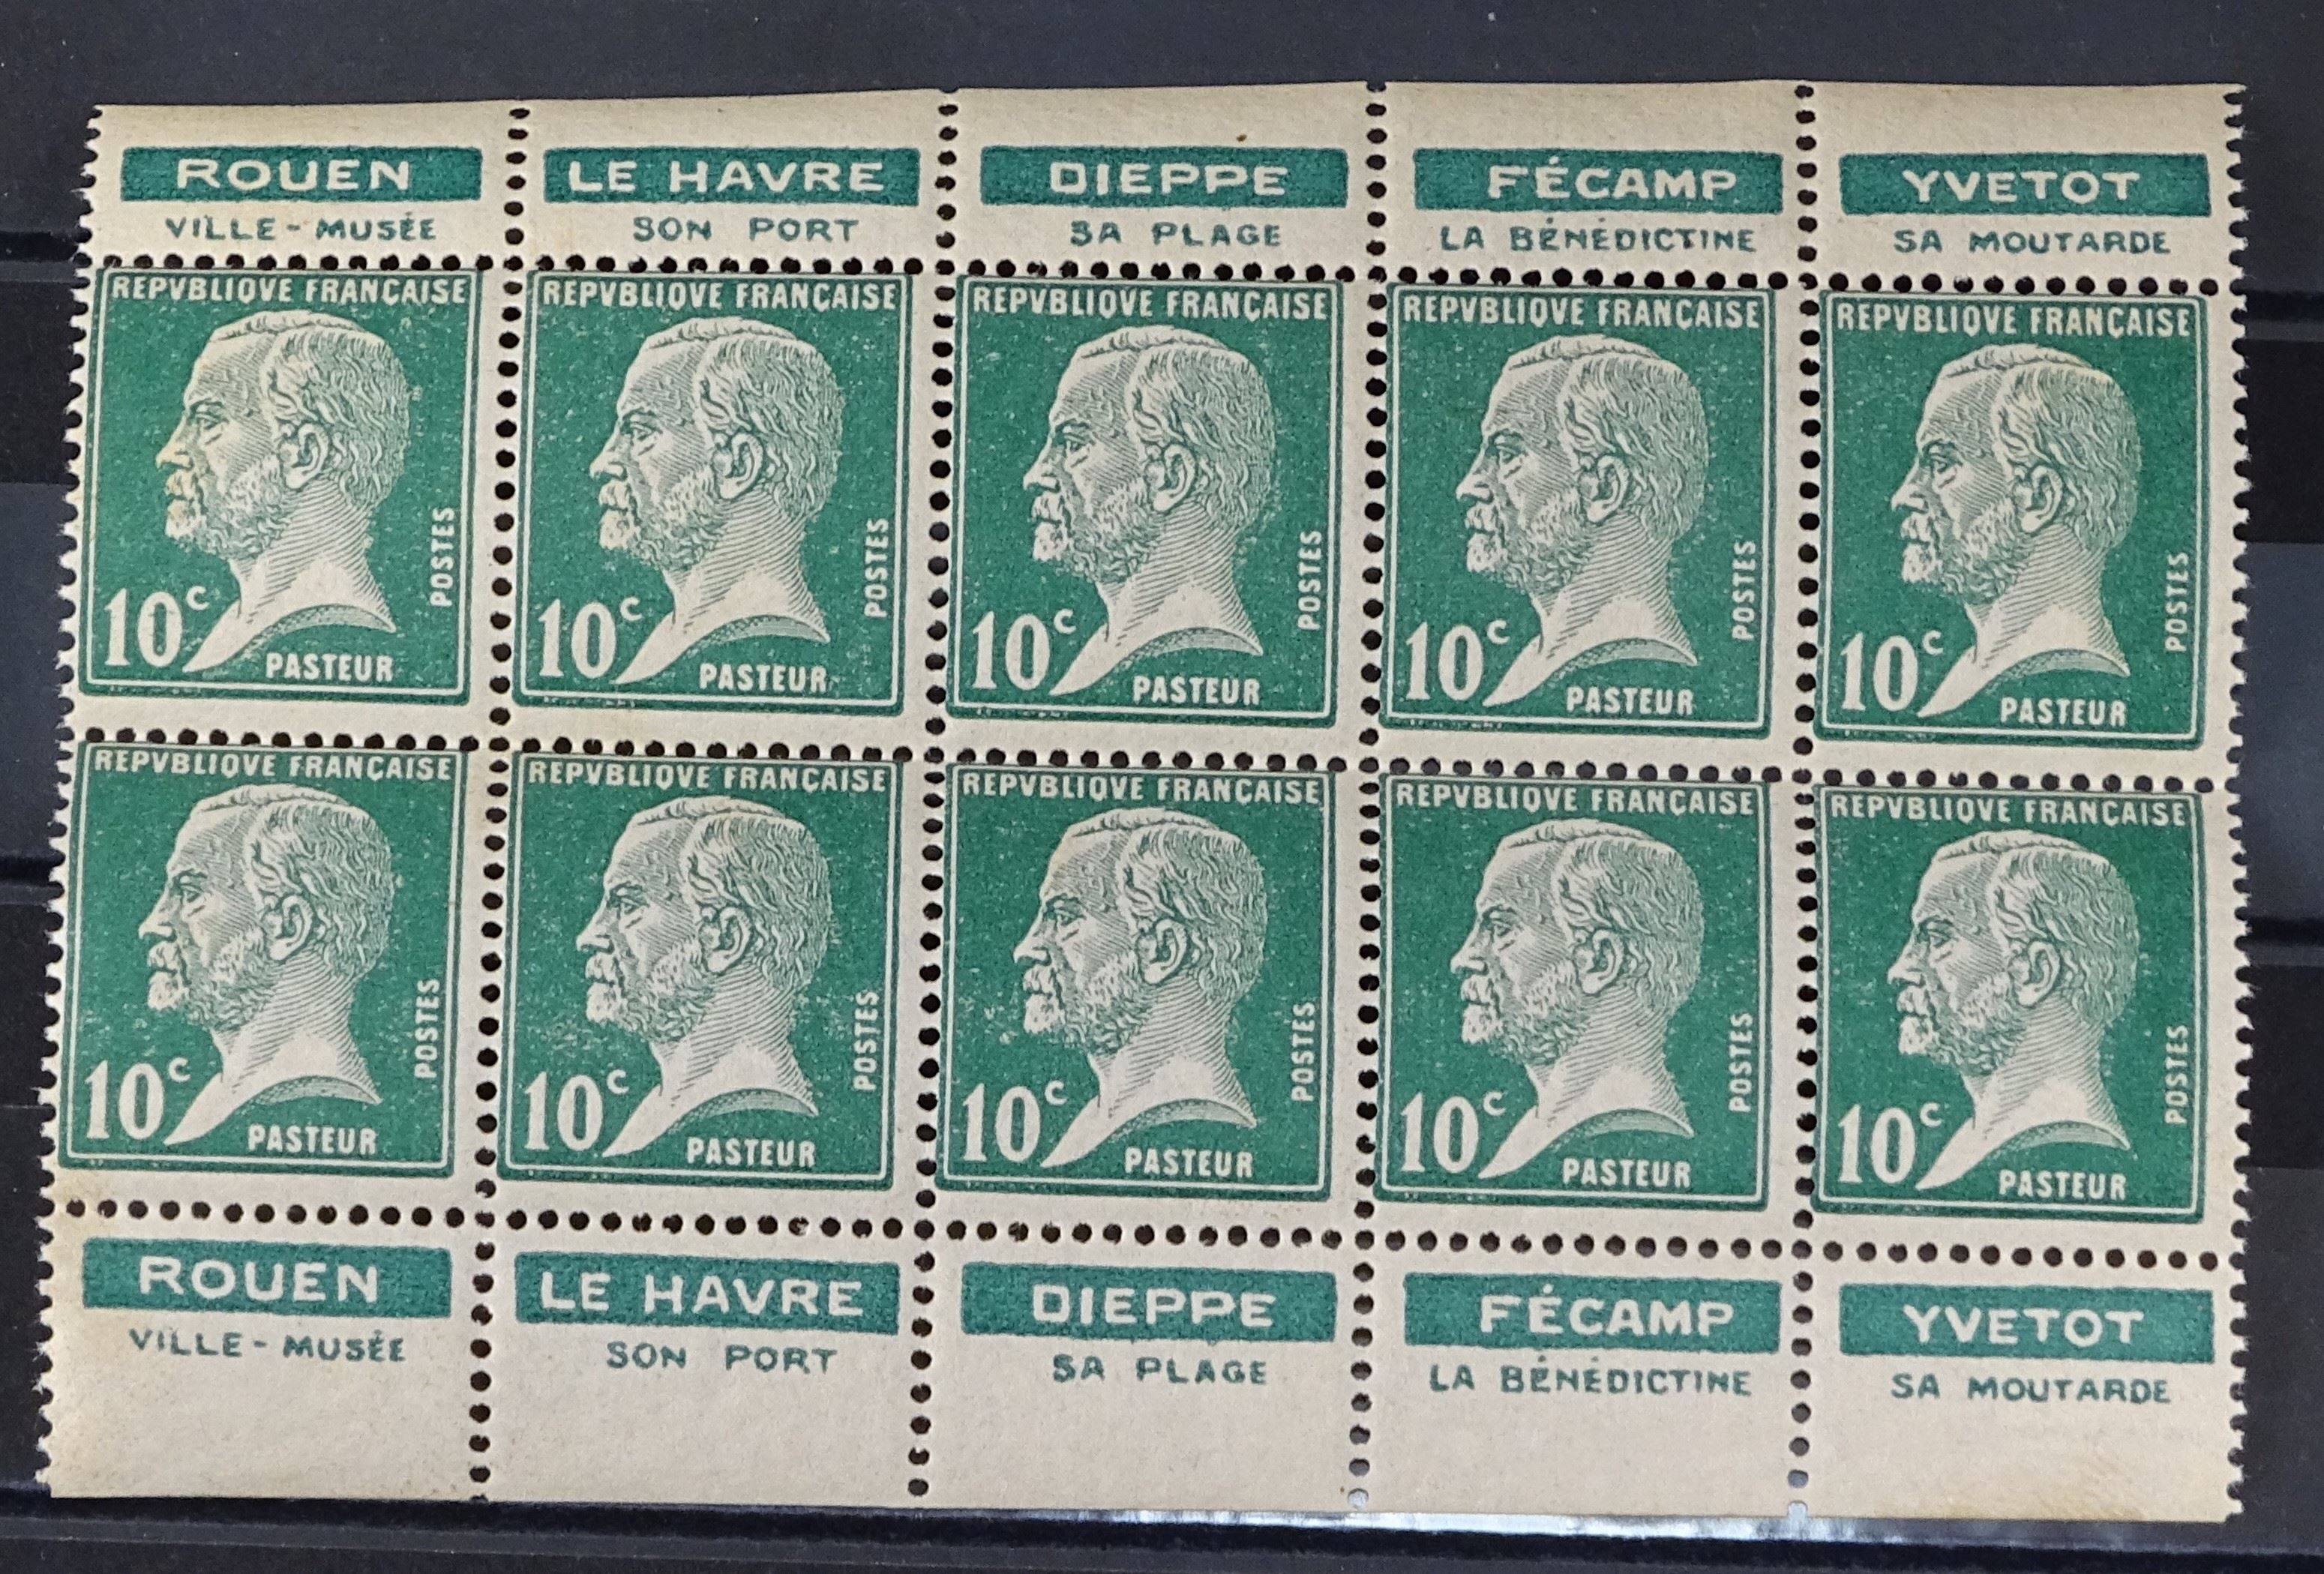 ROUEN
VILLE - MUSÉE
LE HAVRE
SON PORT
DIEPPE
SA PLAGE
FÉCAMP
LA BÉNÉDICTINE
YVETOT
SA MOUTARDE
REPVBLIQVE FRANÇAISE
POSTES
10c
PASTEUR
REPVBLIQVE FRANÇAISE
POSTES
10c
PASTEUR
REPVBLIQVE FRANÇAISE
POSTES
10c
PASTEUR
REPVBLIQVE FRANÇAISE
POSTES
10c
PASTEUR
REPVBLIQVE FRANÇAISE
POSTES
10c
PASTEUR
REPVBLIQVE FRANÇAISE
POSTES
10c
PASTEUR
REPVBLIQVE FRANÇAISE
POSTES
10c
PASTEUR
REPVBLIQVE FRANÇAISE
POSTES
10c
PASTEUR
REPVBLIQVE FRANÇAISE
POSTES
10c
PASTEUR
REPVBLIQVE FRANÇAISE
POSTES
10c
PASTEUR
ROUEN
VILLE - MUSÉE
LE HAVRE
SON PORT
DIEPPE
SA PLAGE
FÉCAMP
LA BÉNÉDICTINE
YVETOT
SA MOUTARDE